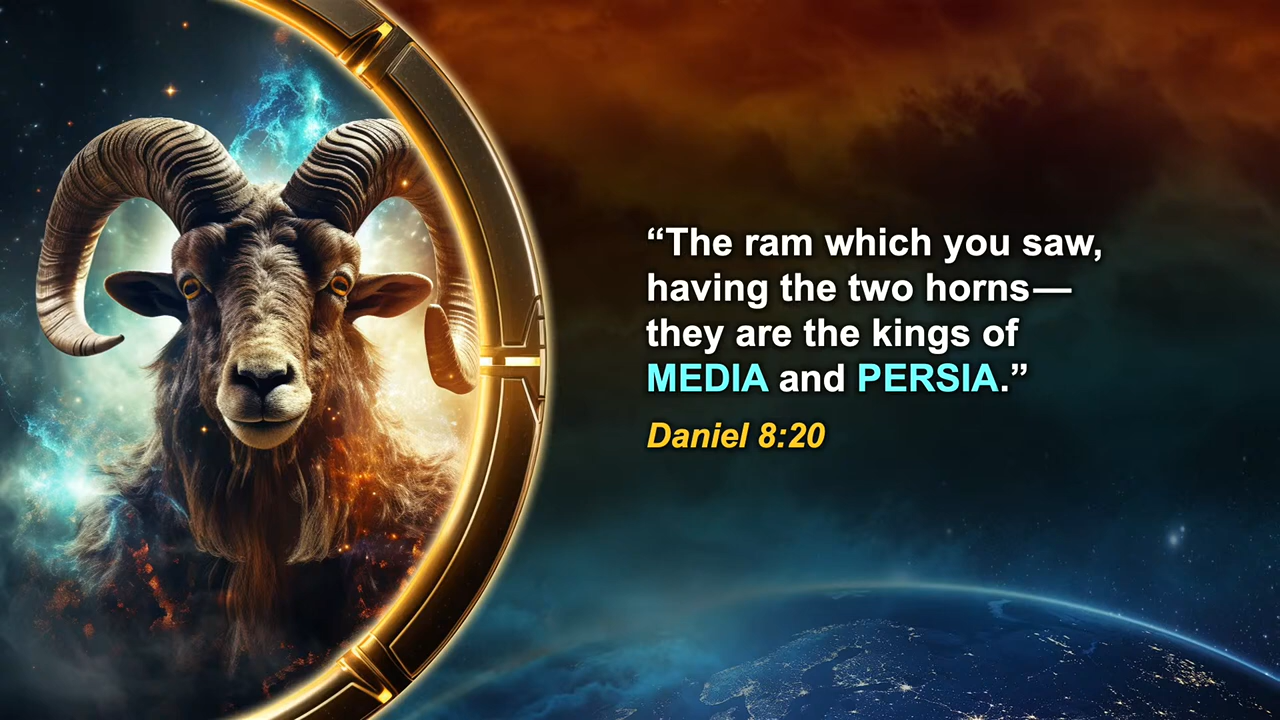 “The ram which you saw,
having the two horns—
they are the kings of
MEDIA and PERSIA.”
Daniel 8:20